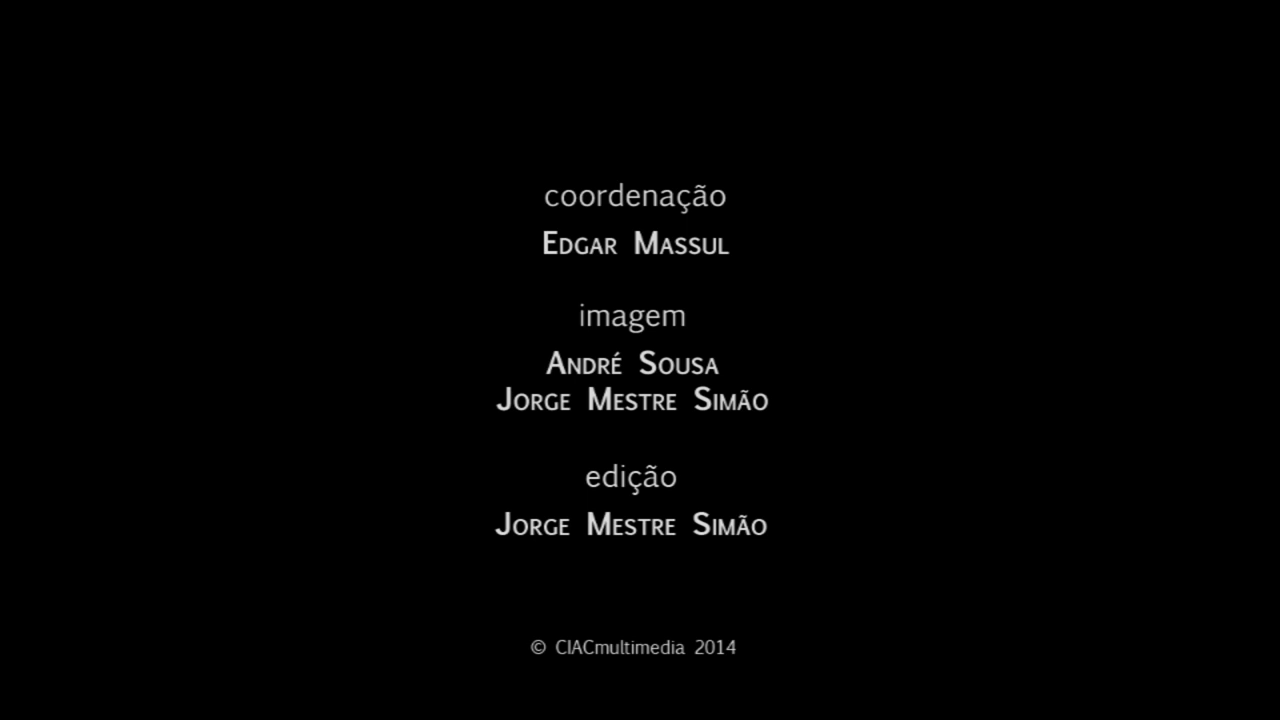 coordenação
Edgar Massul
imagem
André Sousa
Jorge Mestre Simão
edição
Jorge Mestre Simão
© CIACmultimedia 2014